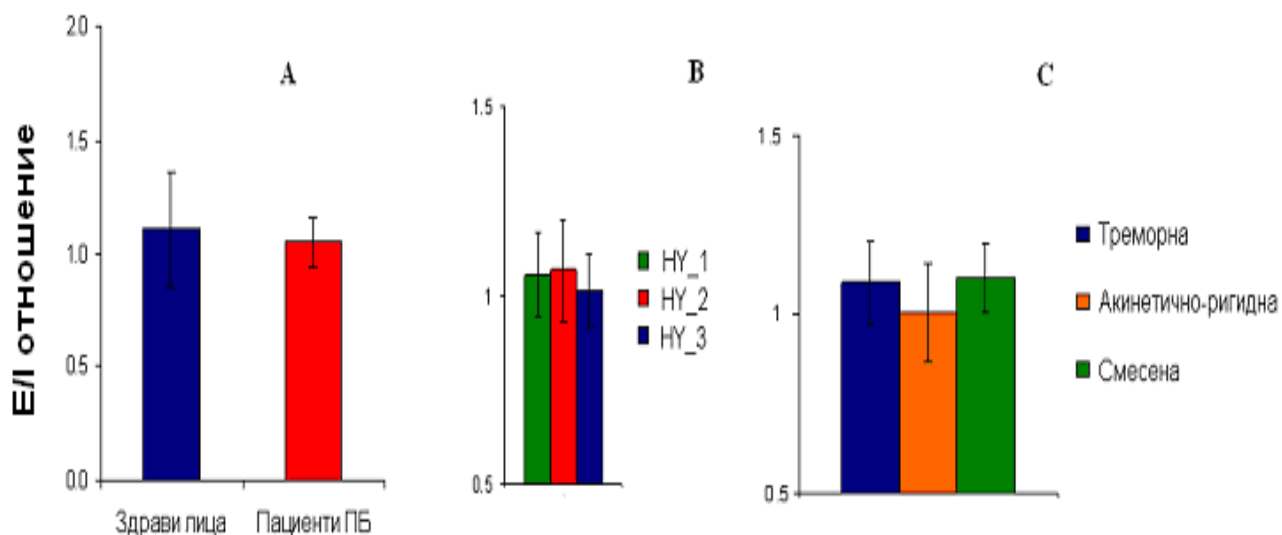 E/I отношение
A
2.0
1.5
1.0
0.5
0.0
Здрави лица
Пациенти ПБ
B
1.5
1
0.5
HY_1
HY_2
HY_3
C
1.5
1
0.5
Треморна
Акинетично-ригидна
Смесена